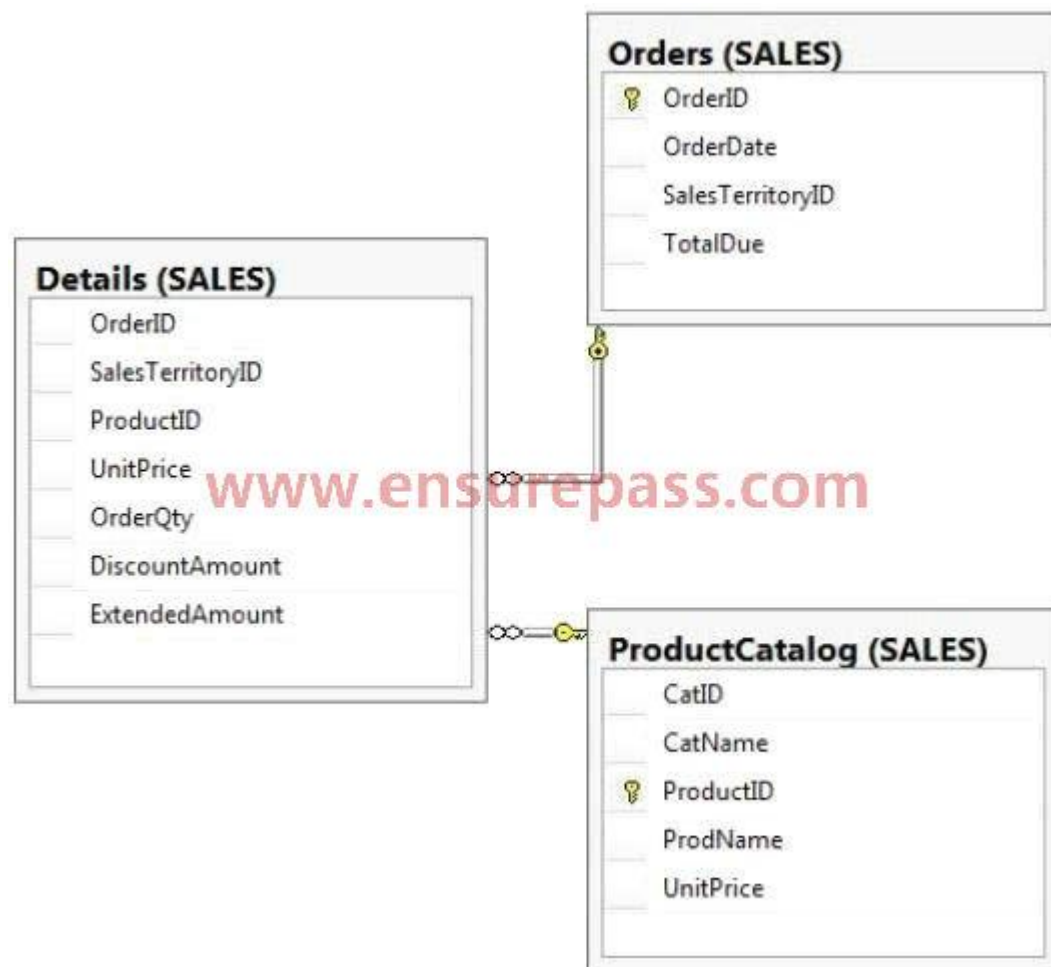 Orders (SALES)
OrderID
OrderDate
SalesTerritoryID
TotalDue
Details (SALES)
OrderID
SalesTerritoryID
ProductID
UnitPrice
OrderQty
DiscountAmount
ExtendedAmount
www.ensurepass.com
ProductCatalog (SALES)
CatID
CatName
ProductID
ProdName
UnitPrice